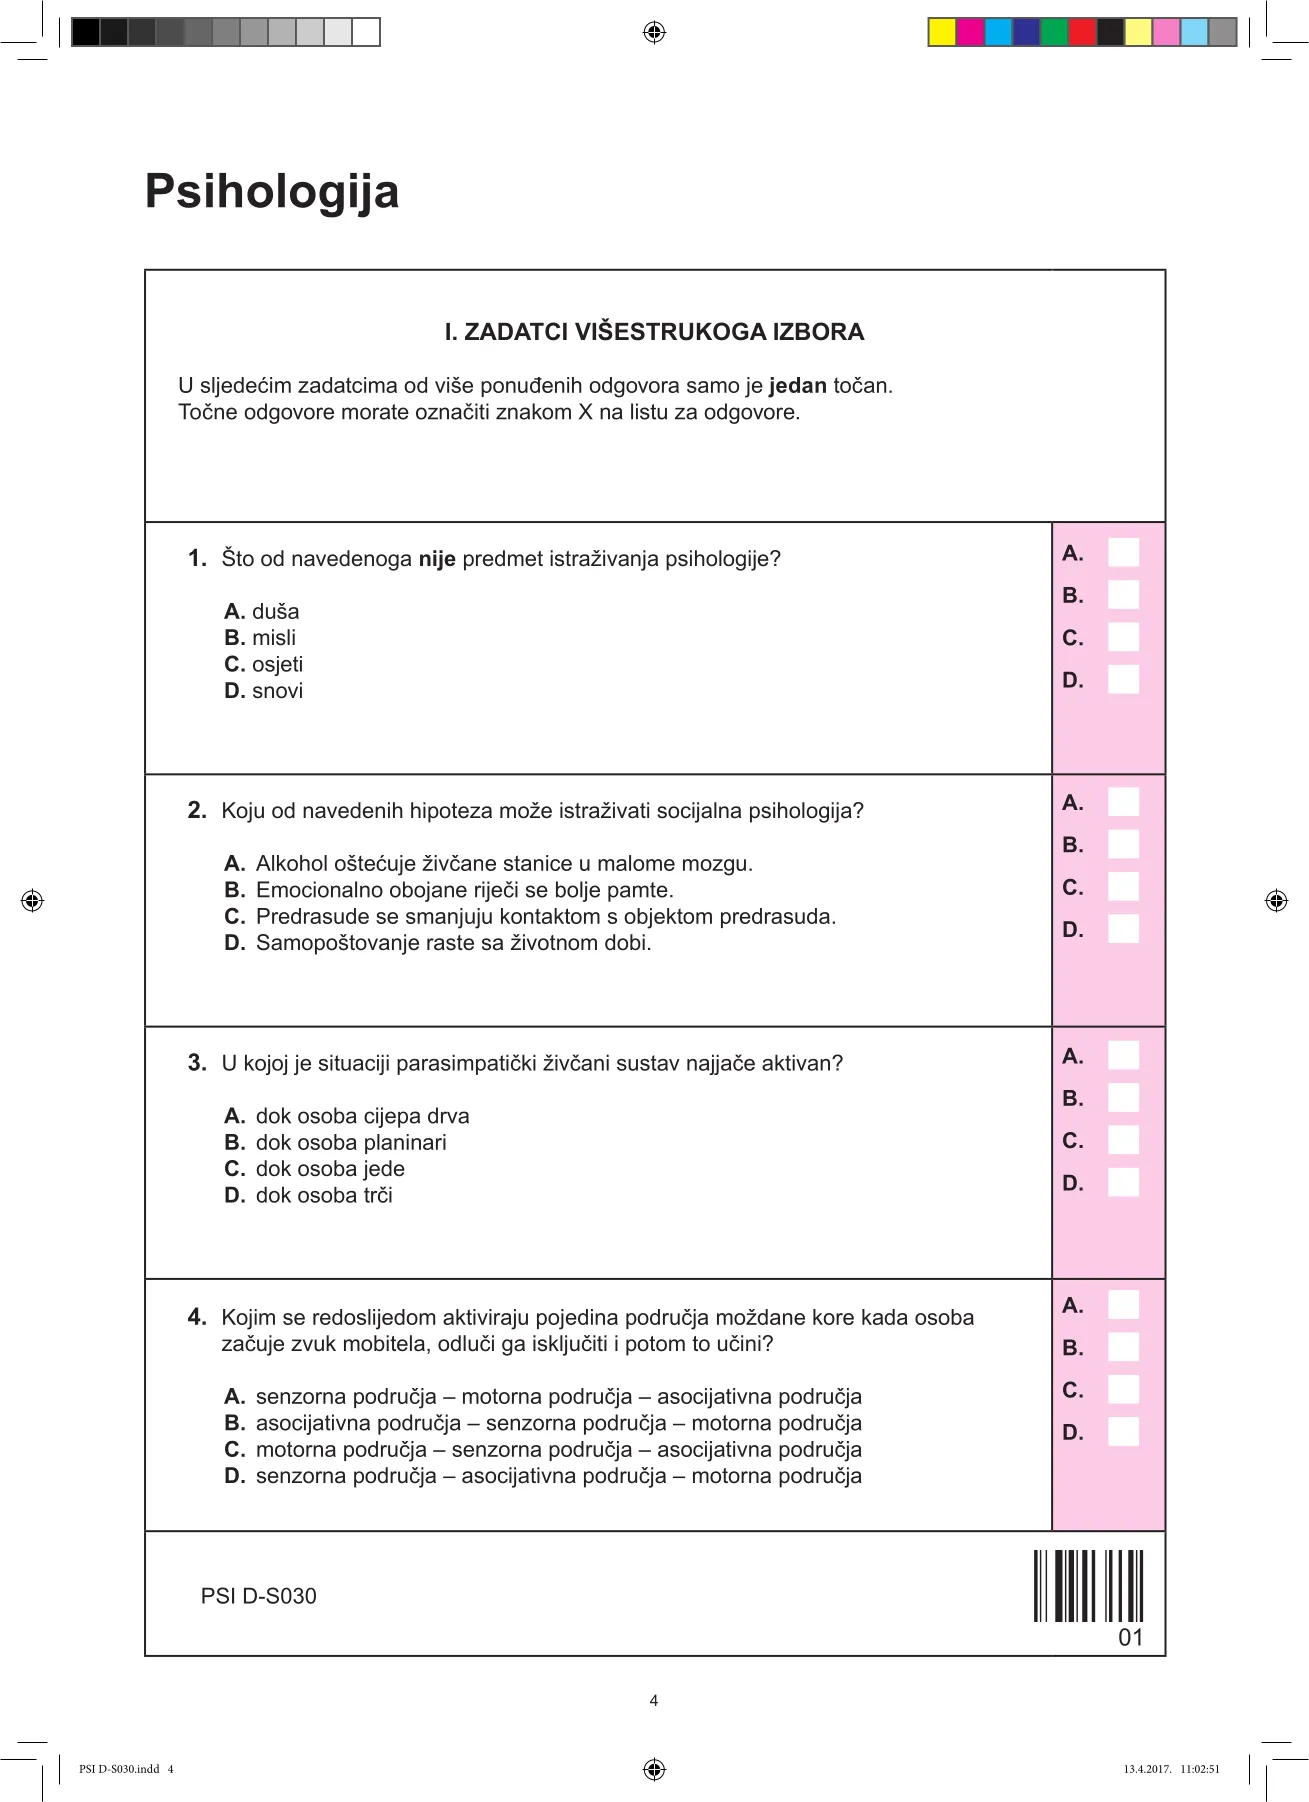 Psihologija
I. ZADATCI VIŠESTRUKOGA IZBORA
U sljedećim zadatcima od više ponuđenih odgovora samo je jedan točan.
Točne odgovore morate označiti znakom X na listu za odgovore.
1. Što od navedenoga nije predmet istraživanja psihologije?
A. duša
B. misli
C. osjeti
D. snovi
A.
B.
C.
D.
2. Koju od navedenih hipoteza može istraživati socijalna psihologija?
A. Alkohol oštećuje živčane stanice u malome mozgu.
B. Emocionalno obojane riječi se bolje pamte.
C. Predrasude se smanjuju kontaktom s objektom predrasuda.
D. Samopoštovanje raste sa životnom dobi.
A.
B.
C.
D.
3. U kojoj je situaciji parasimpatički živčani sustav najjače aktivan?
A. dok osoba cijepa drva
B. dok osoba planinari
C. dok osoba jede
D. dok osoba trči
A.
B.
C.
D.
4. Kojim se redoslijedom aktiviraju pojedina područja moždane kore kada osoba
začuje zvuk mobitela, odluči ga isključiti i potom to učini?
A. senzorna područja – motorna područja – asocijativna područja
B. asocijativna područja – senzorna područja – motorna područja
C. motorna područja – senzorna područja – asocijativna područja
D. senzorna područja – asocijativna područja – motorna područja
A.
B.
C.
D.
PSI D-S030
01
4
PSI D-S030.indd 4
13.4.2017. 11:02:51